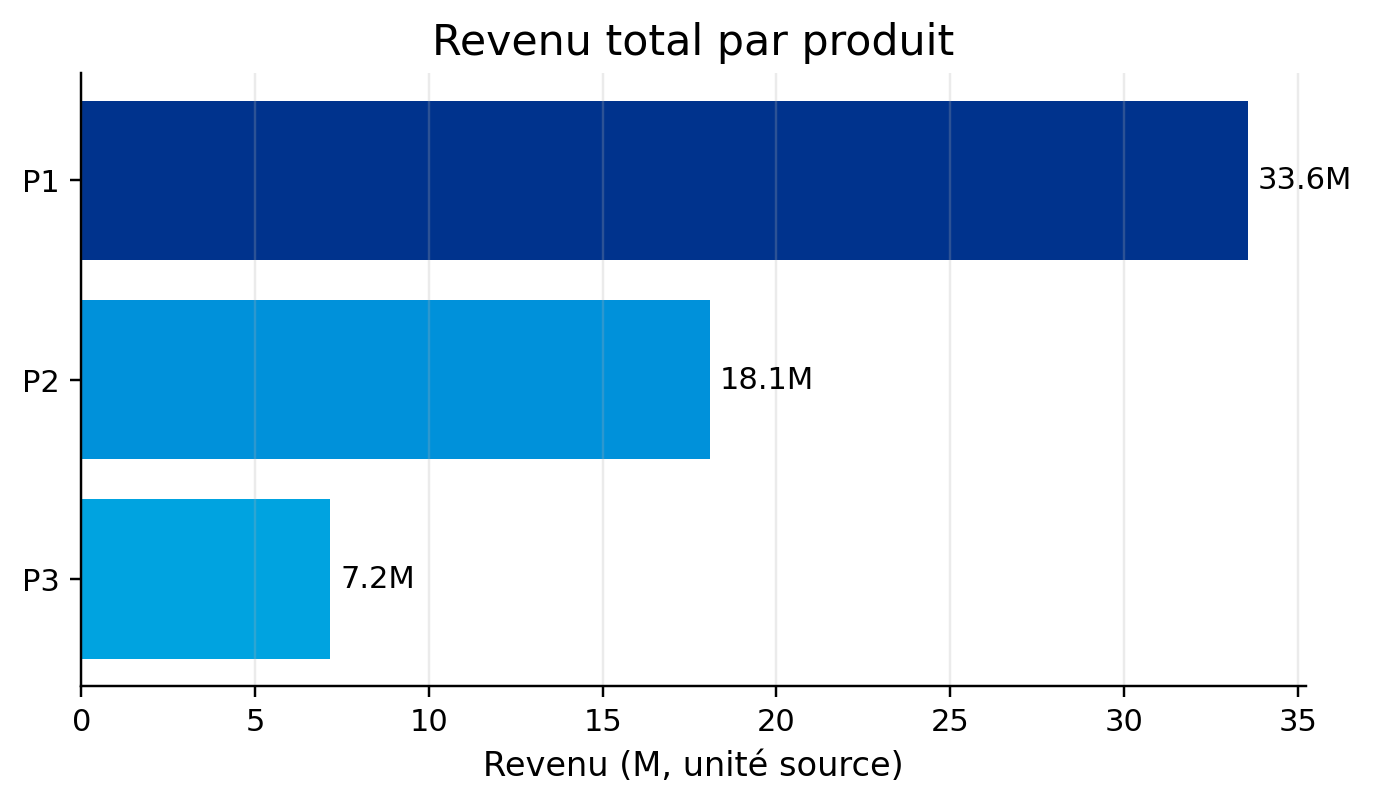 Revenu total par produit
P1
33.6M
P2
18.1M
P3
7.2M
0 5 10 15 20 25 30 35
Revenu (M, unité source)